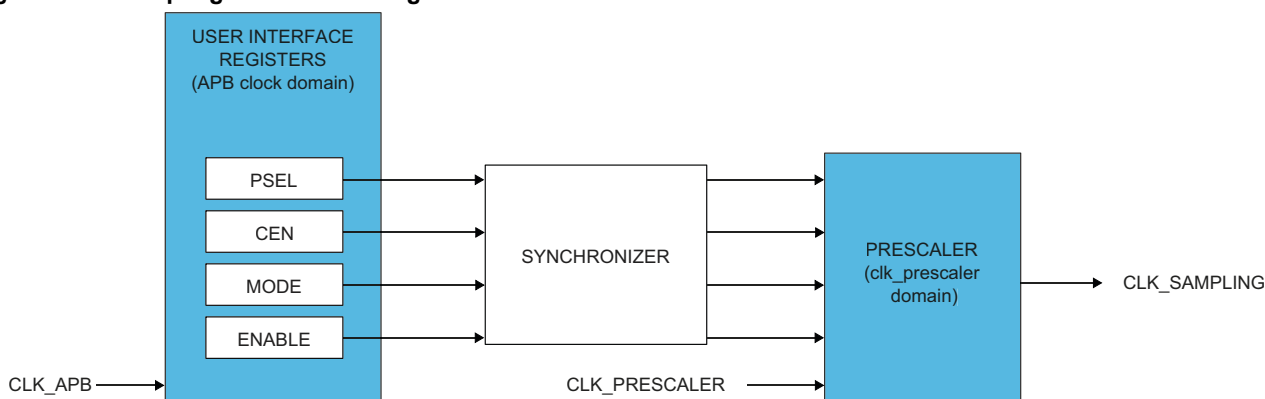 USER INTERFACE
REGISTERS
(APB clock domain)
PSEL
CEN
MODE
ENABLE
SYNCHRONIZER
PRESCALER
(clk_prescaler
domain)
CLK_SAMPLING
CLK_APB
CLK_PRESCALER